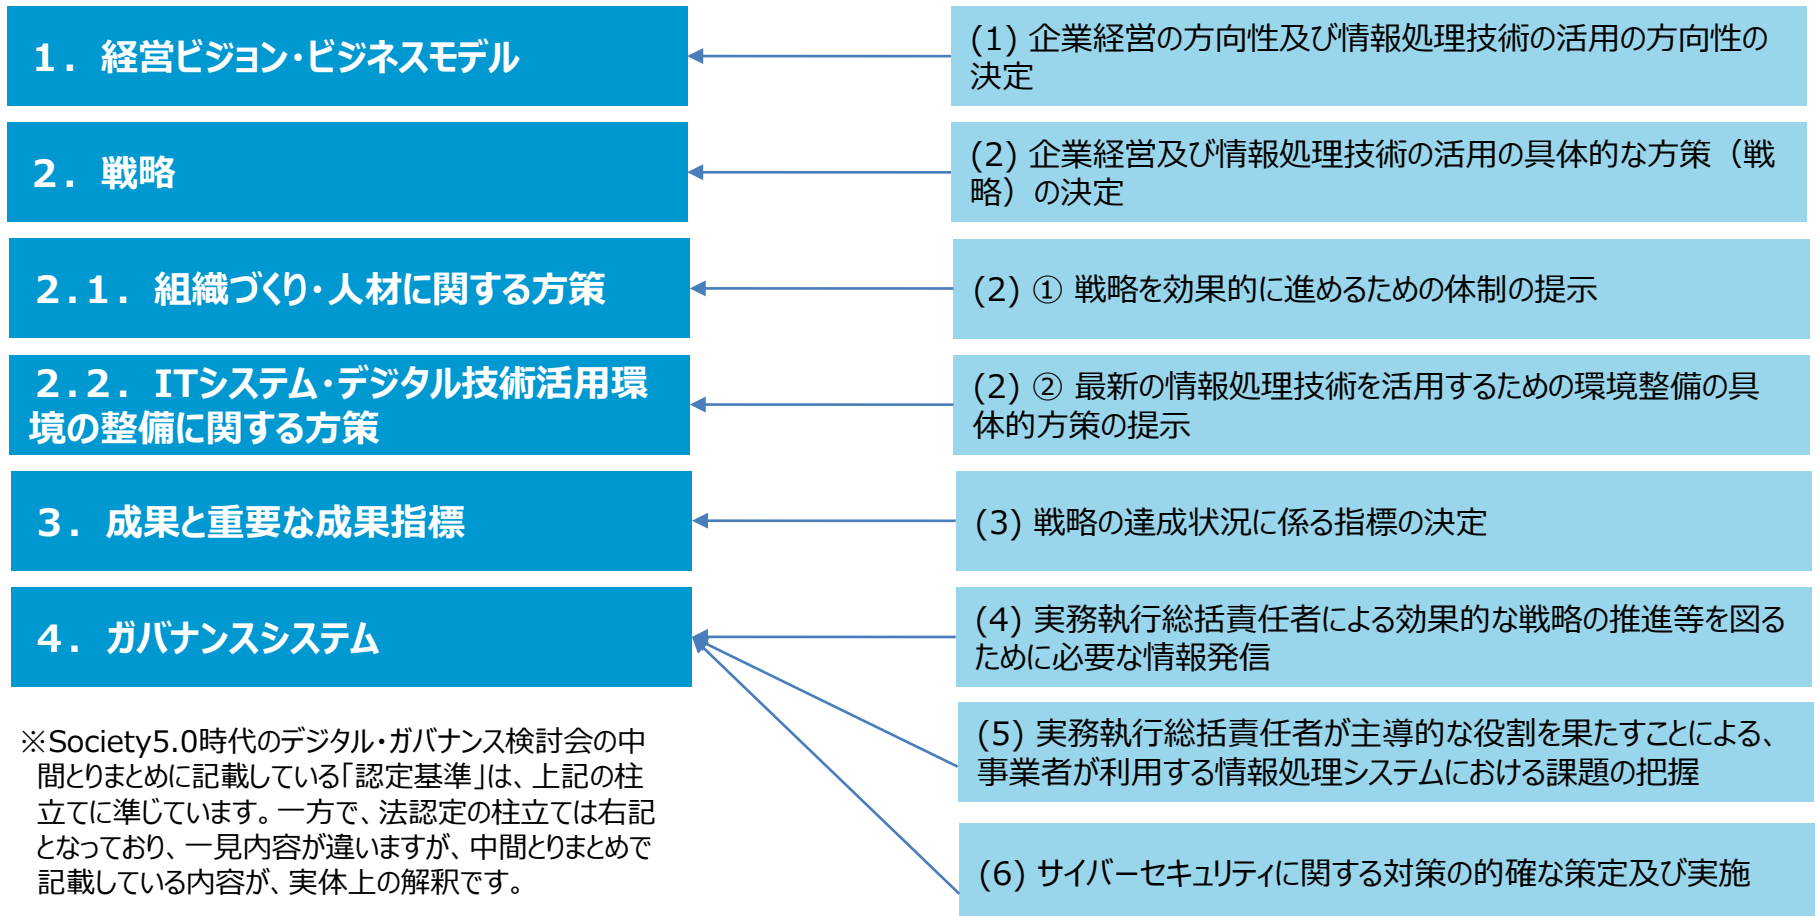 １．経営ビジョン・ビジネスモデル
(1) 企業経営の方向性及び情報処理技術の活用の方向性の
決定
２．戦略
(2) 企業経営及び情報処理技術の活用の具体的な方策（戦
略）の決定
２.１．組織づくり・人材に関する方策
(2) ① 戦略を効果的に進めるための体制の提示
２.２．ITシステム・デジタル技術活用環
境の整備に関する方策
(2) ② 最新の情報処理技術を活用するための環境整備の具
体的方策の提示
３．成果と重要な成果指標
(3) 戦略の達成状況に係る指標の決定
４．ガバナンスシステム
(4) 実務執行総括責任者による効果的な戦略の推進等を図る
ために必要な情報発信
(5) 実務執行総括責任者が主導的な役割を果たすことによる、
事業者が利用する情報処理システムにおける課題の把握
(6) サイバーセキュリティに関する対策の的確な策定及び実施
※Society5.0時代のデジタル・ガバナンス検討会の中
間とりまとめに記載している「認定基準」は、上記の柱
立てに準じています。一方で、法認定の柱立ては右記
となっており、一見内容が違いますが、中間とりまとめで
記載している内容が、実体上の解釈です。